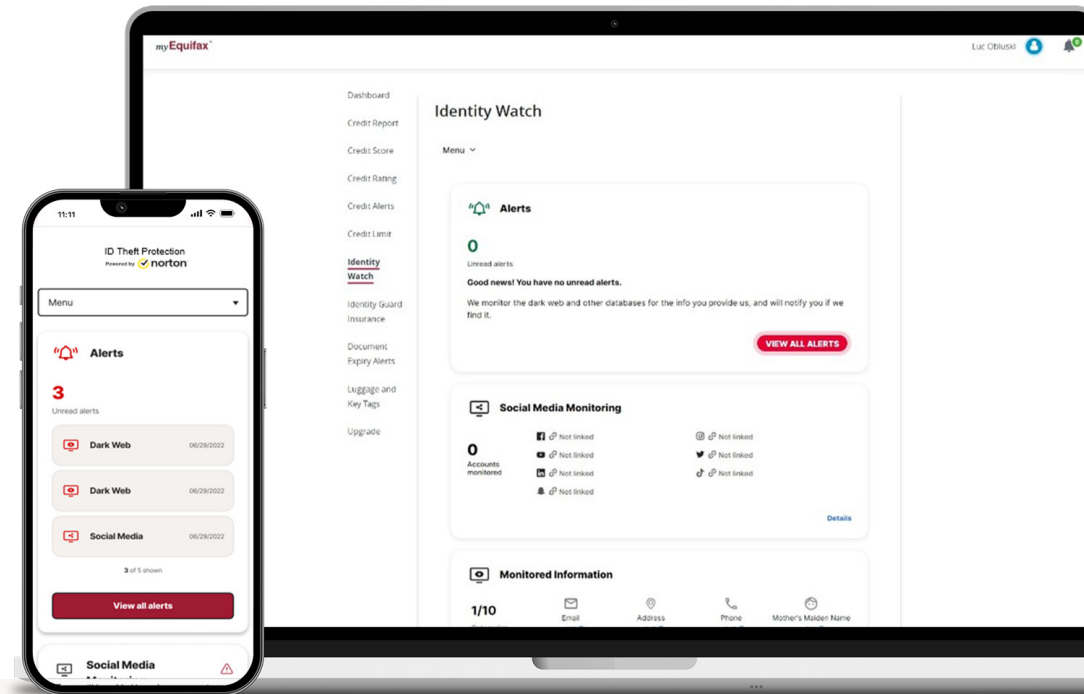 myEquifax
Luc Obluski
0
Dashboard
Credit Report
Credit Score
Credit Rating
Credit Alerts
Credit Limit
Identity
Watch
Identity Guard
Insurance
Document
Expiry Alerts
Luggage and
Key Tags
Upgrade
Identity Watch
Menu
Alerts
0
Unread alerts
Good news! You have no unread alerts.
We monitor the dark web and other databases for the info you provide us, and will notify you if we
find it.
VIEW ALL ALERTS
Social Media Monitoring
0
Accounts
monitored
Not linked
Not linked
Not linked
Not linked
Not linked
Not linked
Not linked
Details
Monitored Information
1/10
Email
Address
Phone
Mother's Maiden Name
11:11
ID Theft Protection
Powered by norton
Menu
Alerts
3
Unread alerts
Dark Web 06/29/2022
Dark Web 06/29/2022
Social Media 06/29/2022
3 of 5 shown
View all alerts
Social Media